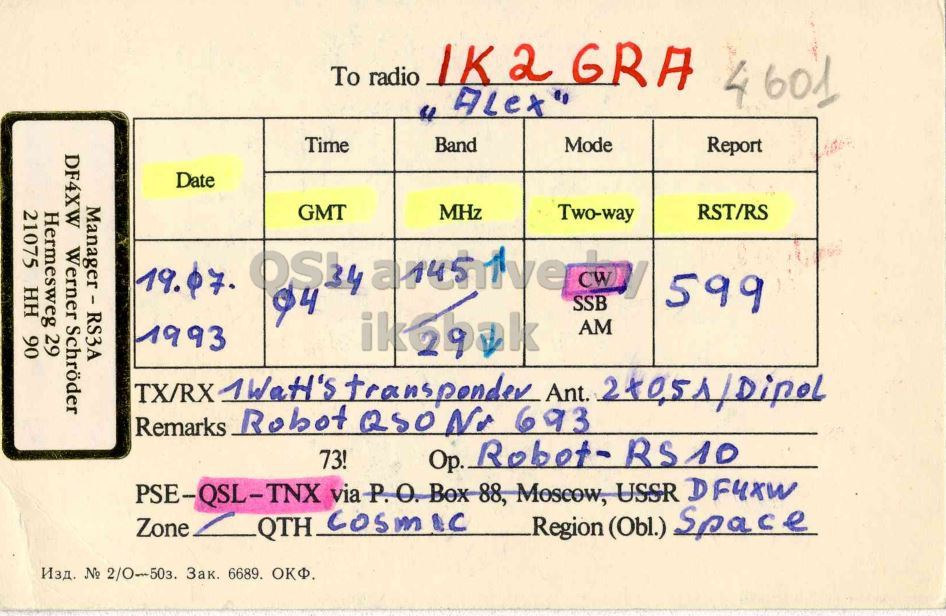 To radio IK2GRA 4601
"Alex"
Date Time Band Mode Report
GMT MHz Two-way RST/RS
19.07. 1993 04 34 145↑ / 29↓ CW SSB AM 599
QSL archive by
ik6bak
TX/RX 1Watt's transponder Ant. 2x0,5λ/Dipol
Remarks Robot QSO Nr 693
73! Op. Robot-RS10
PSE-QSL-TNX via P. O. Box 88, Moscow, USSR DF4XW
Zone / QTH Cosmic Region (Obl.) Space
Изд. № 2/О—50з. Зак. 6689. ОКФ.
Manager - RS3A
DF4XW Werner Schröder
Hermesweg 29
21075 HH 90